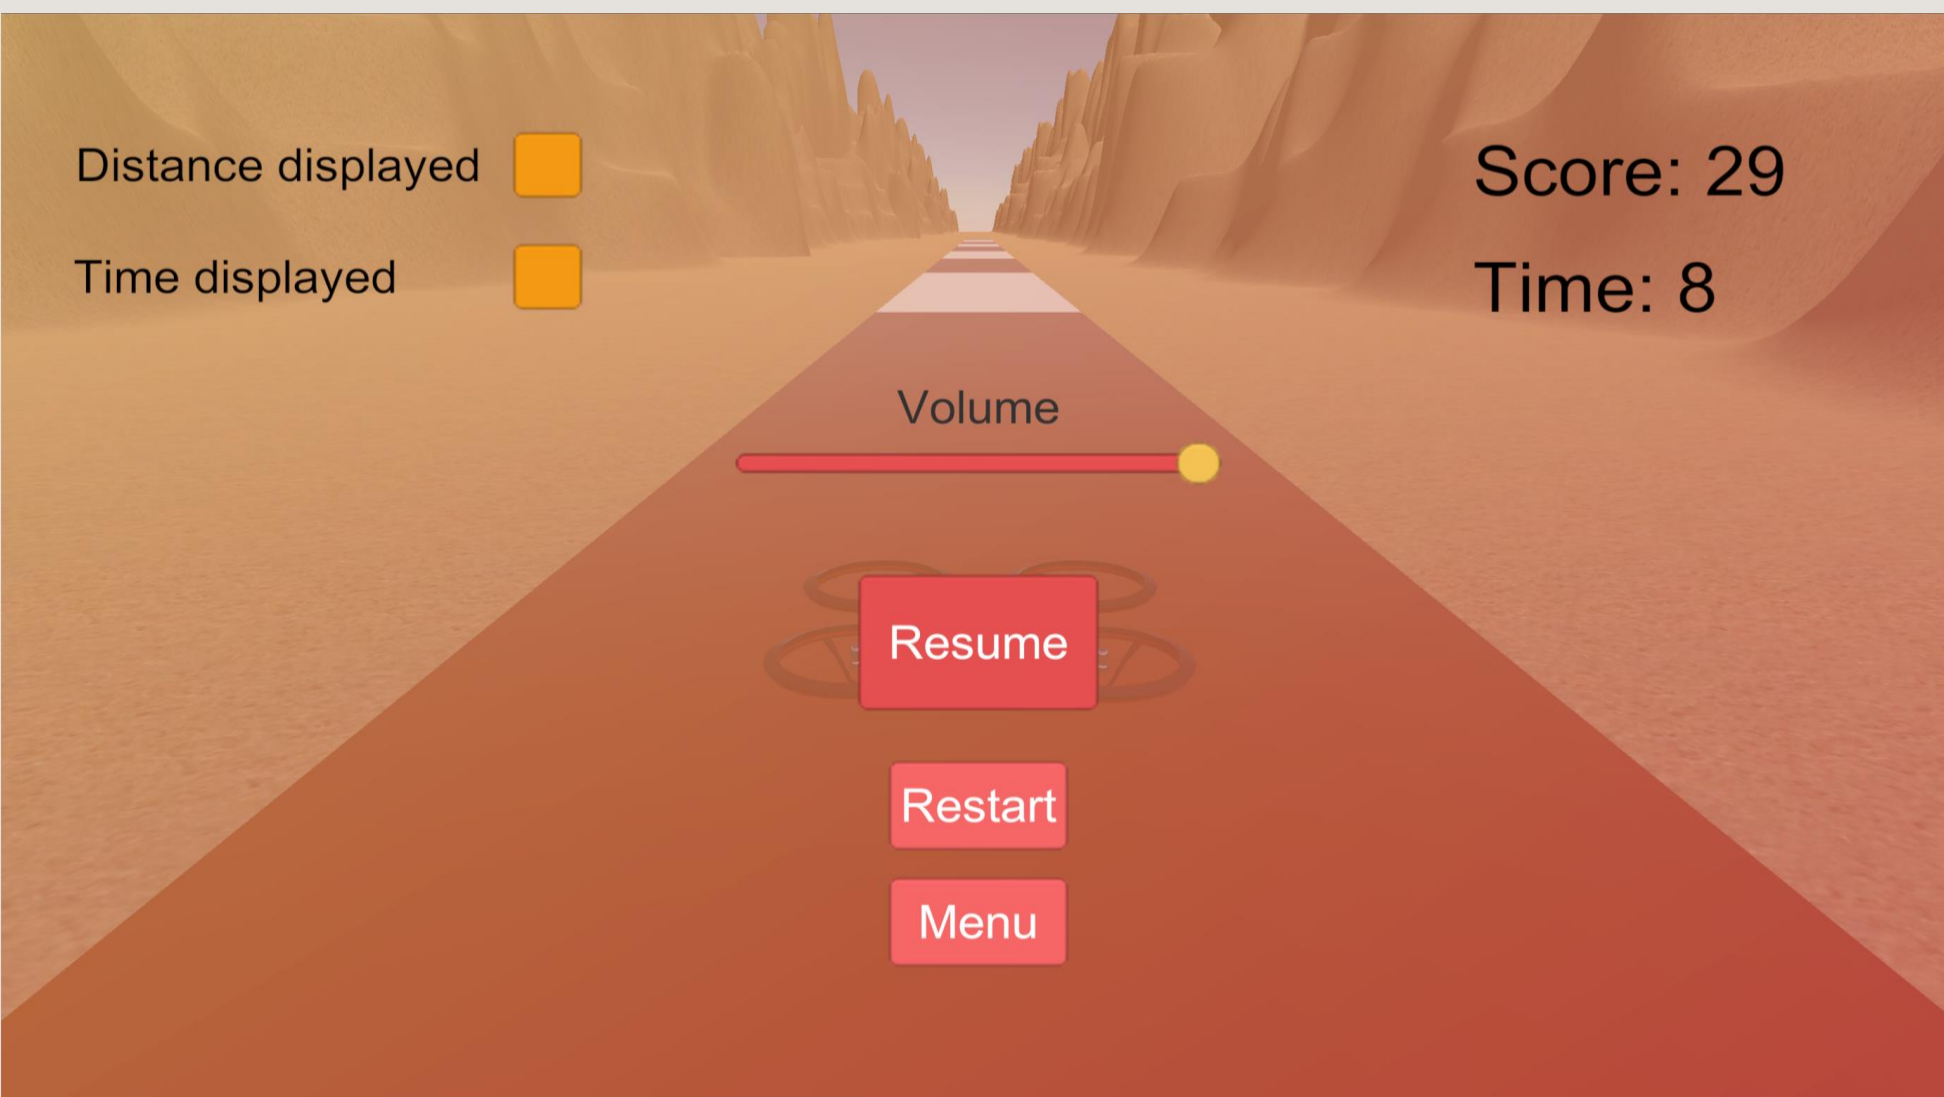 Distance displayed
Time displayed
Score: 29
Time: 8
Volume
Resume
Restart
Menu